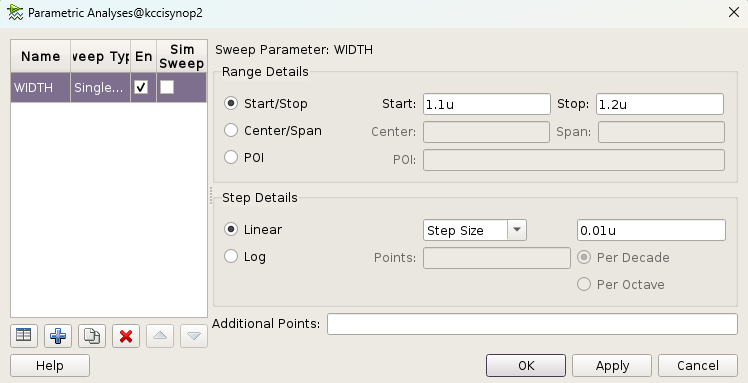 Parametric Analyses@kccisynop2
Name weep Typ En Sim Sweep
WIDTH Single...
Sweep Parameter: WIDTH
Range Details
Start/Stop Start: 1.1u Stop: 1.2u
Center/Span Center: Span:
POI POI:
Step Details
Linear Step Size 0.01u
Log Points: Per Decade
Per Octave
Additional Points:
Help OK Apply Cancel